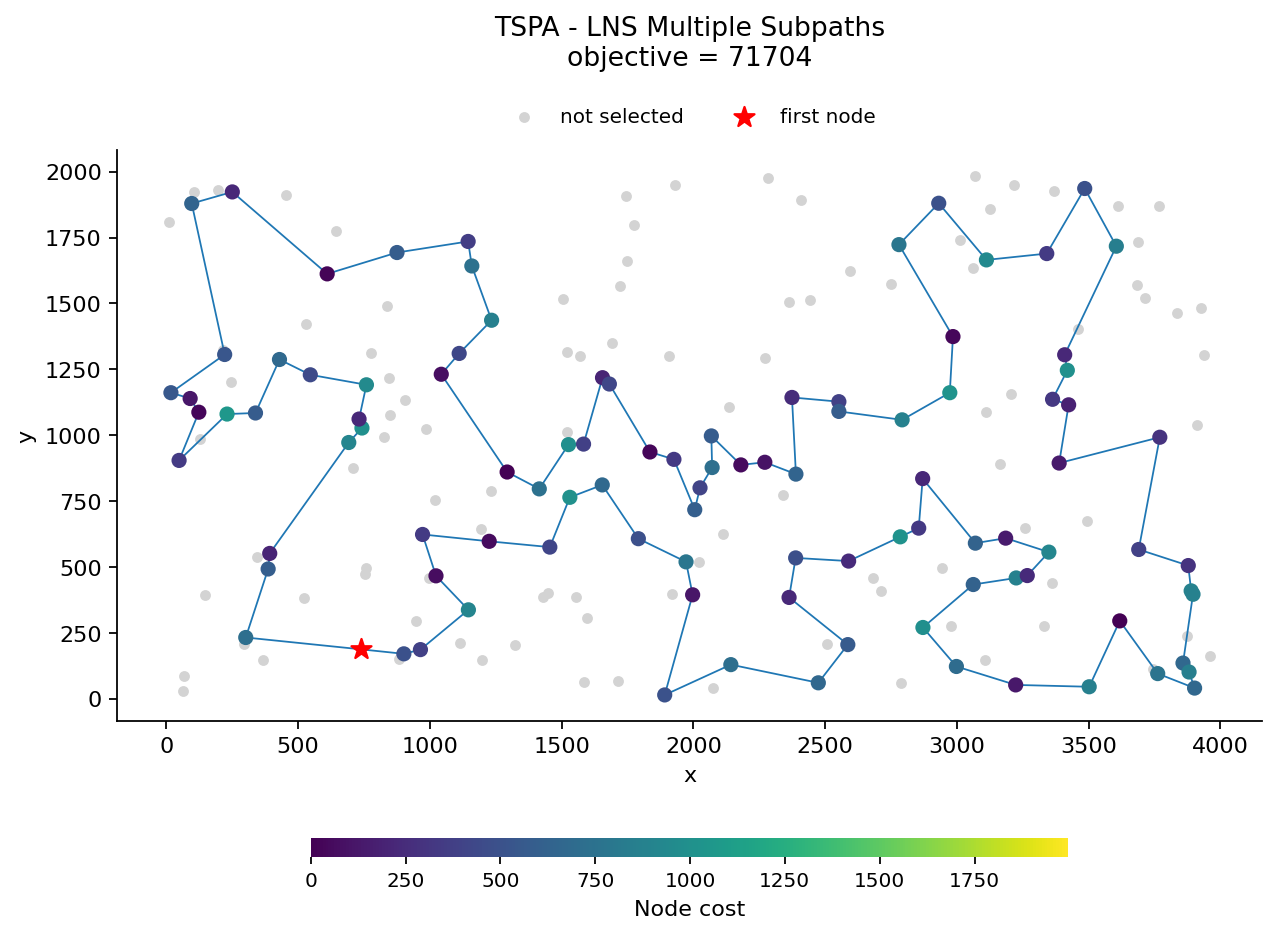 TSPA - LNS Multiple Subpaths
objective = 71704
not selected
first node
2000
1750
1500
1250
1000
750
500
250
0
y
0 500 1000 1500 2000 2500 3000 3500 4000
x
0 250 500 750 1000 1250 1500 1750
Node cost